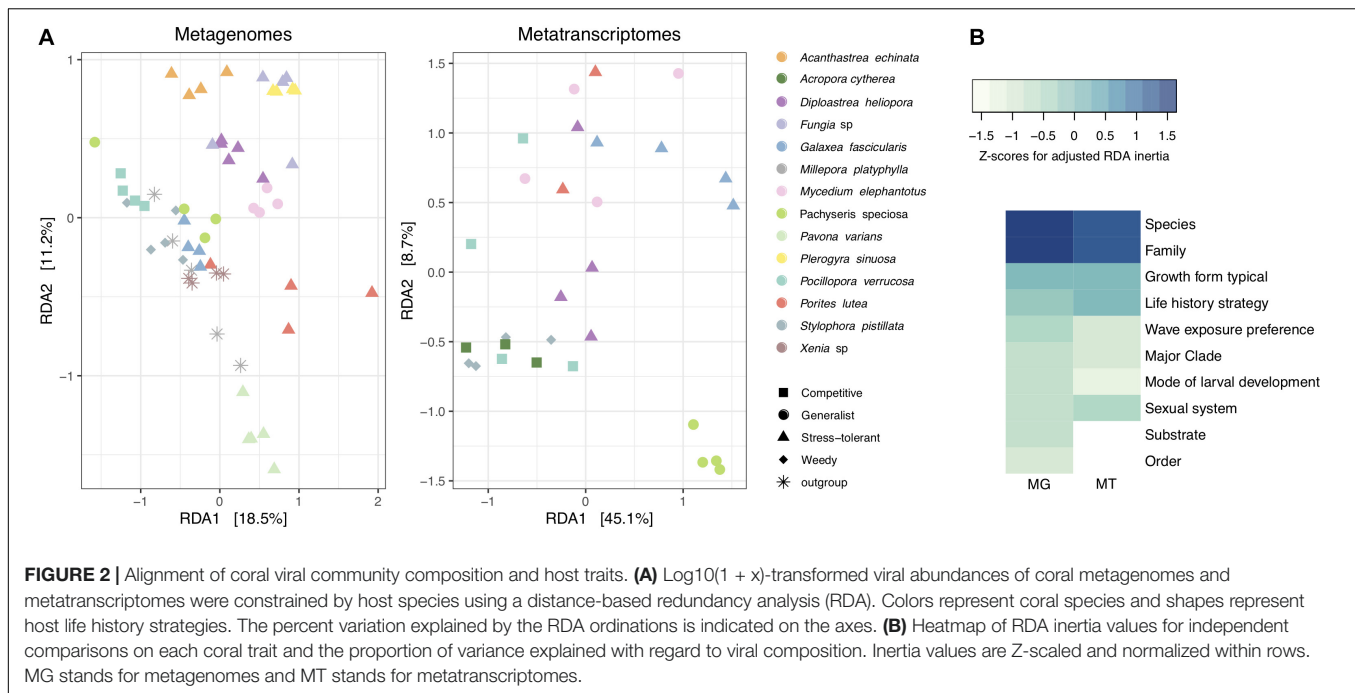 A
Metagenomes
1
0
−1
RDA2 [11.2%]
−1
0
1
2
RDA1 [18.5%]
Metatranscriptomes
1.5
1.0
0.5
0.0
−0.5
−1.0
−1.5
RDA2 [8.7%]
−1
0
1
RDA1 [45.1%]
Acanthastrea echinata
Acropora cytherea
Diploastrea heliopora
Fungia sp
Galaxea fascicularis
Millepora platyphylla
Mycedium elephantotus
Pachyseris speciosa
Pavona varians
Plerogyra sinuosa
Pocillopora verrucosa
Porites lutea
Stylophora pistillata
Xenia sp
Competitive
Generalist
Stress−tolerant
Weedy
outgroup
B
−1.5 −1 −0.5 0 0.5 1 1.5
Z-scores for adjusted RDA inertia
Species
Family
Growth form typical
Life history strategy
Wave exposure preference
Major Clade
Mode of larval development
Sexual system
Substrate
Order
MG MT
FIGURE 2 | Alignment of coral viral community composition and host traits. (A) Log10(1 + x)-transformed viral abundances of coral metagenomes and
metatranscriptomes were constrained by host species using a distance-based redundancy analysis (RDA). Colors represent coral species and shapes represent
host life history strategies. The percent variation explained by the RDA ordinations is indicated on the axes. (B) Heatmap of RDA inertia values for independent
comparisons on each coral trait and the proportion of variance explained with regard to viral composition. Inertia values are Z-scaled and normalized within rows.
MG stands for metagenomes and MT stands for metatranscriptomes.